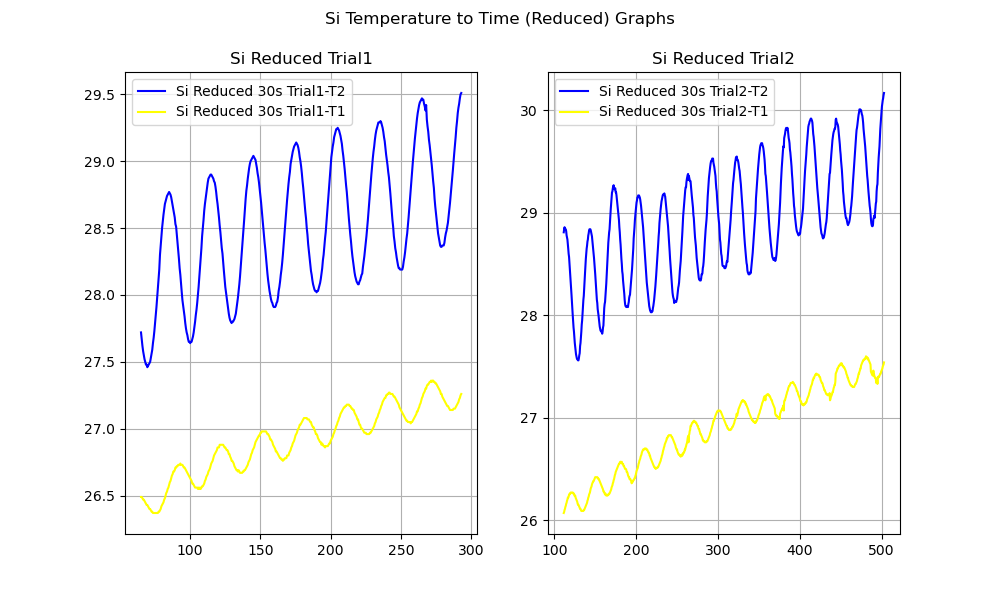 Si Temperature to Time (Reduced) Graphs
Si Reduced Trial1
Si Reduced 30s Trial1-T2
Si Reduced 30s Trial1-T1
29.5
29.0
28.5
28.0
27.5
27.0
26.5
100 150 200 250 300
Si Reduced Trial2
Si Reduced 30s Trial2-T2
Si Reduced 30s Trial2-T1
30
29
28
27
26
100 200 300 400 500